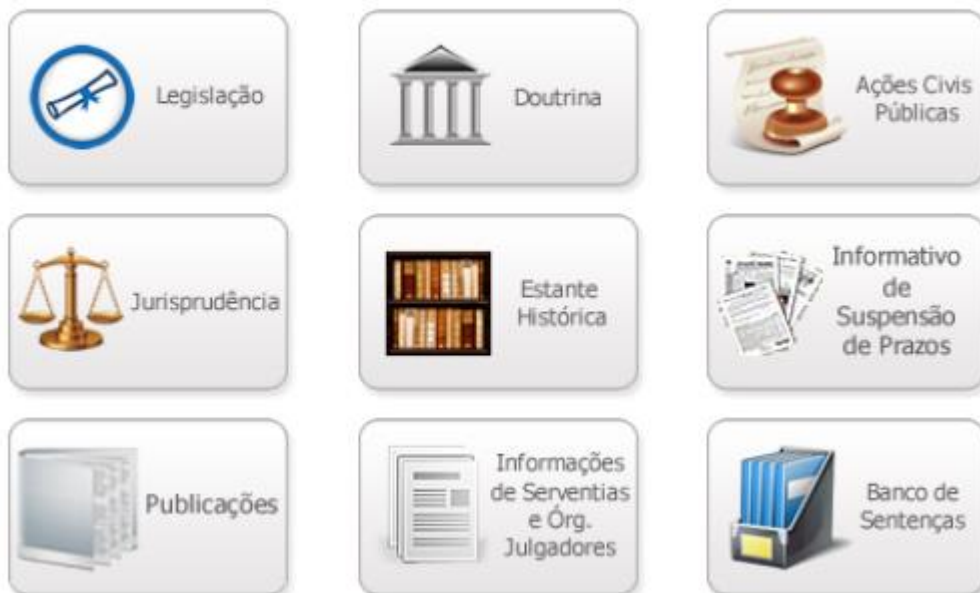 Legislação
Doutrina
Ações Civis
Públicas
Jurisprudência
Estante
Histórica
Informativo
de
Suspensão
de Prazos
Publicações
Informações
de Serventias
e Órg.
Julgadores
Banco de
Sentenças